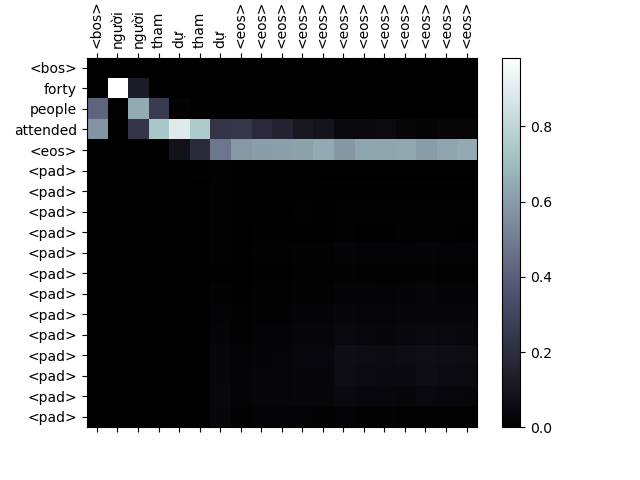 <bos> người người tham dự tham dự <eos> <eos> <eos> <eos> <eos> <eos> <eos> <eos> <eos> <eos> <eos> <eos>
<bos>
forty
people
attended
<eos>
<pad>
<pad>
<pad>
<pad>
<pad>
<pad>
<pad>
<pad>
<pad>
<pad>
<pad>
<pad>
<pad>
0.8
0.6
0.4
0.2
0.0